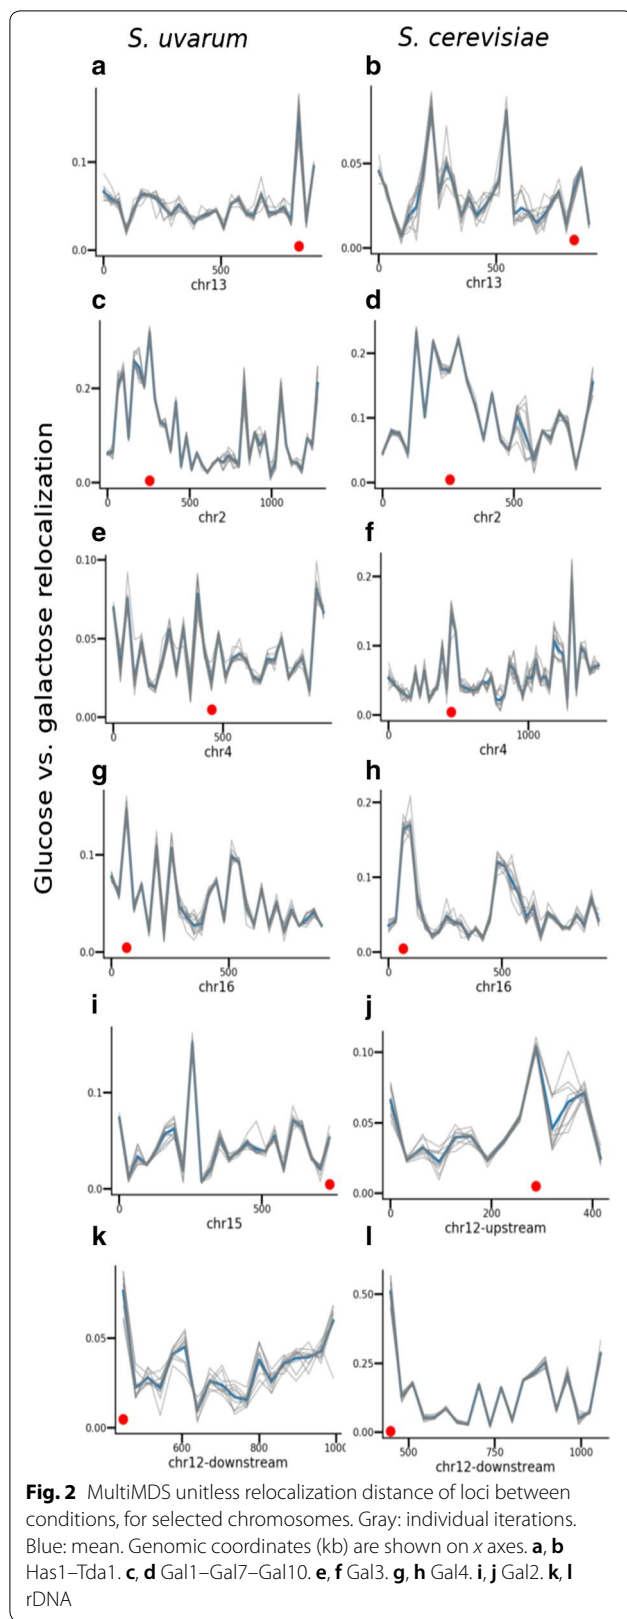 S. uvarum
S. cerevisiae
Glucose vs. galactose relocalization
a
0.1
0.0
0
500
chr13
b
0.05
0.00
0
500
chr13
c
0.2
0.0
0
500
1000
chr2
d
0.2
0.1
0.0
0
500
chr2
e
0.10
0.05
0.00
0
500
chr4
f
0.2
0.1
0.0
0
1000
chr4
g
0.1
0.0
0
500
chr16
h
0.2
0.1
0.0
0
500
chr16
i
0.1
0.0
0
500
chr15
j
0.10
0.05
0.00
0
200
400
chr12-upstream
k
0.05
0.00
600
800
100(
chr12-downstream
l
0.50
0.25
0.00
500
750
1000
chr12-downstream
Fig. 2 MultiMDS unitless relocalization distance of loci between
conditions, for selected chromosomes. Gray: individual iterations.
Blue: mean. Genomic coordinates (kb) are shown on x axes. a, b
Has1–Tda1. c, d Gal1–Gal7–Gal10. e, f Gal3. g, h Gal4. i, j Gal2. k, l
rDNA